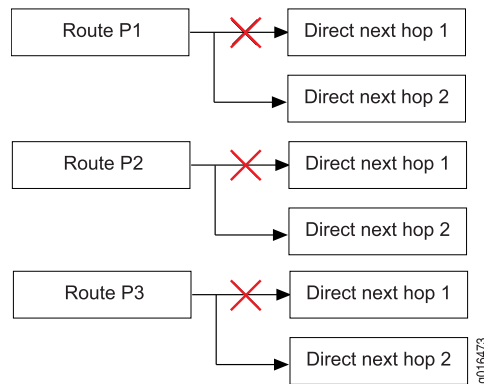 Route P1
Direct next hop 1
Direct next hop 2
Route P2
Direct next hop 1
Direct next hop 2
Route P3
Direct next hop 1
Direct next hop 2
g016473